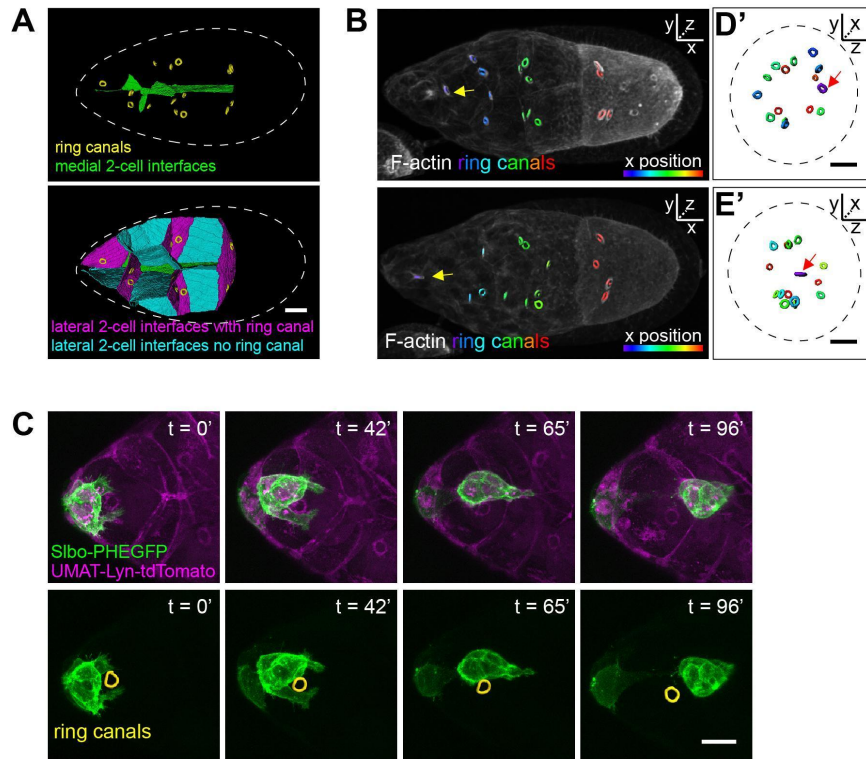 A
ring canals
medial 2-cell interfaces
lateral 2-cell interfaces with ring canal
lateral 2-cell interfaces no ring canal
B
y z
x
F-actin ring canals
x position
y z
x
F-actin ring canals
x position
D'
y x
z
E'
y x
z
C
t = 0'
t = 42'
t = 65'
t = 96'
Slbo-PHEGFP
UMAT-Lyn-tdTomato
t = 0'
t = 42'
t = 65'
t = 96'
ring canals